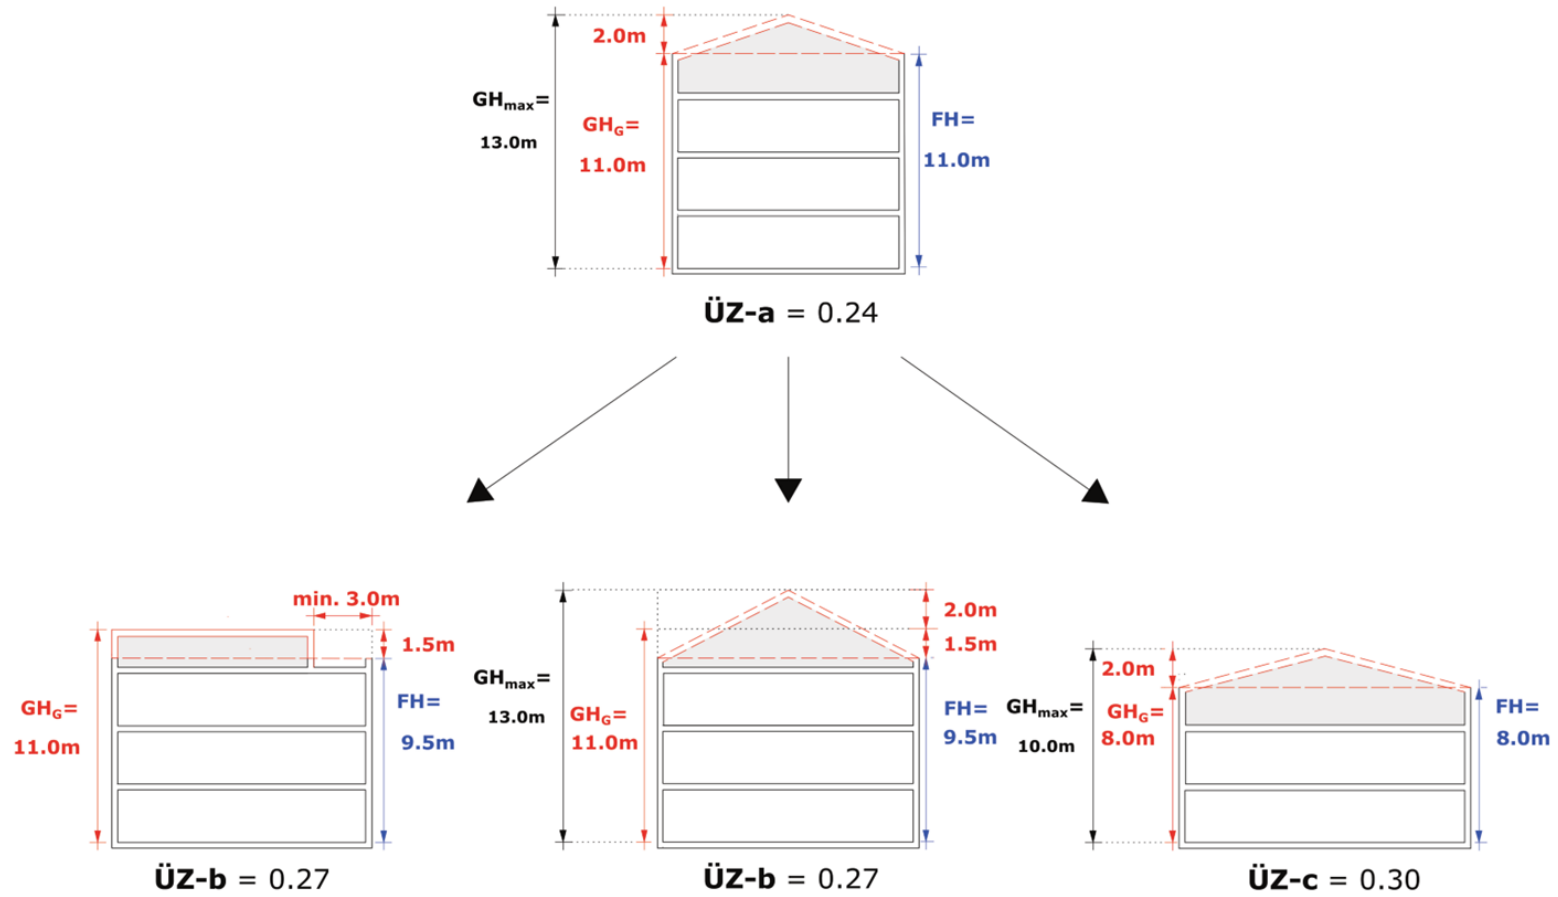 2.0m
GHmax=
13.0m
GHG=
11.0m
FH=
11.0m
ÜZ-a = 0.24
min. 3.0m
1.5m
GHG=
11.0m
FH=
9.5m
ÜZ-b = 0.27
2.0m
1.5m
GHmax=
13.0m
GHG=
11.0m
FH=
9.5m
ÜZ-b = 0.27
2.0m
GHmax=
10.0m
GHG=
8.0m
FH=
8.0m
ÜZ-c = 0.30